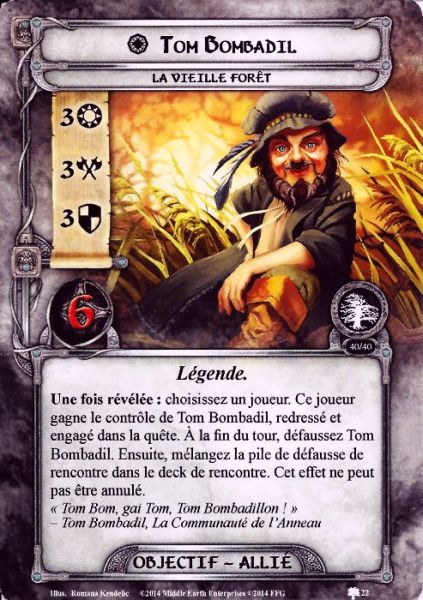 TOM BOMBADIL
LA VIEILLE FORÊT
3
3
3
6
40/40
Légende.
Une fois révélée : choisissez un joueur. Ce joueur
gagne le contrôle de Tom Bombadil, redressé et
engagé dans la quête. À la fin du tour, défaussez Tom
Bombadil. Ensuite, mélangez la pile de défausse de
rencontre dans le deck de rencontre. Cet effet ne peut
pas être annulé.
« Tom Bom, gai Tom, Tom Bombadillon ! »
– Tom Bombadil, La Communauté de l'Anneau
OBJECTIF – ALLIÉ
Illus. Romana Kendelic ©2014 Middle Earth Enterprises ©2014 FFG 22